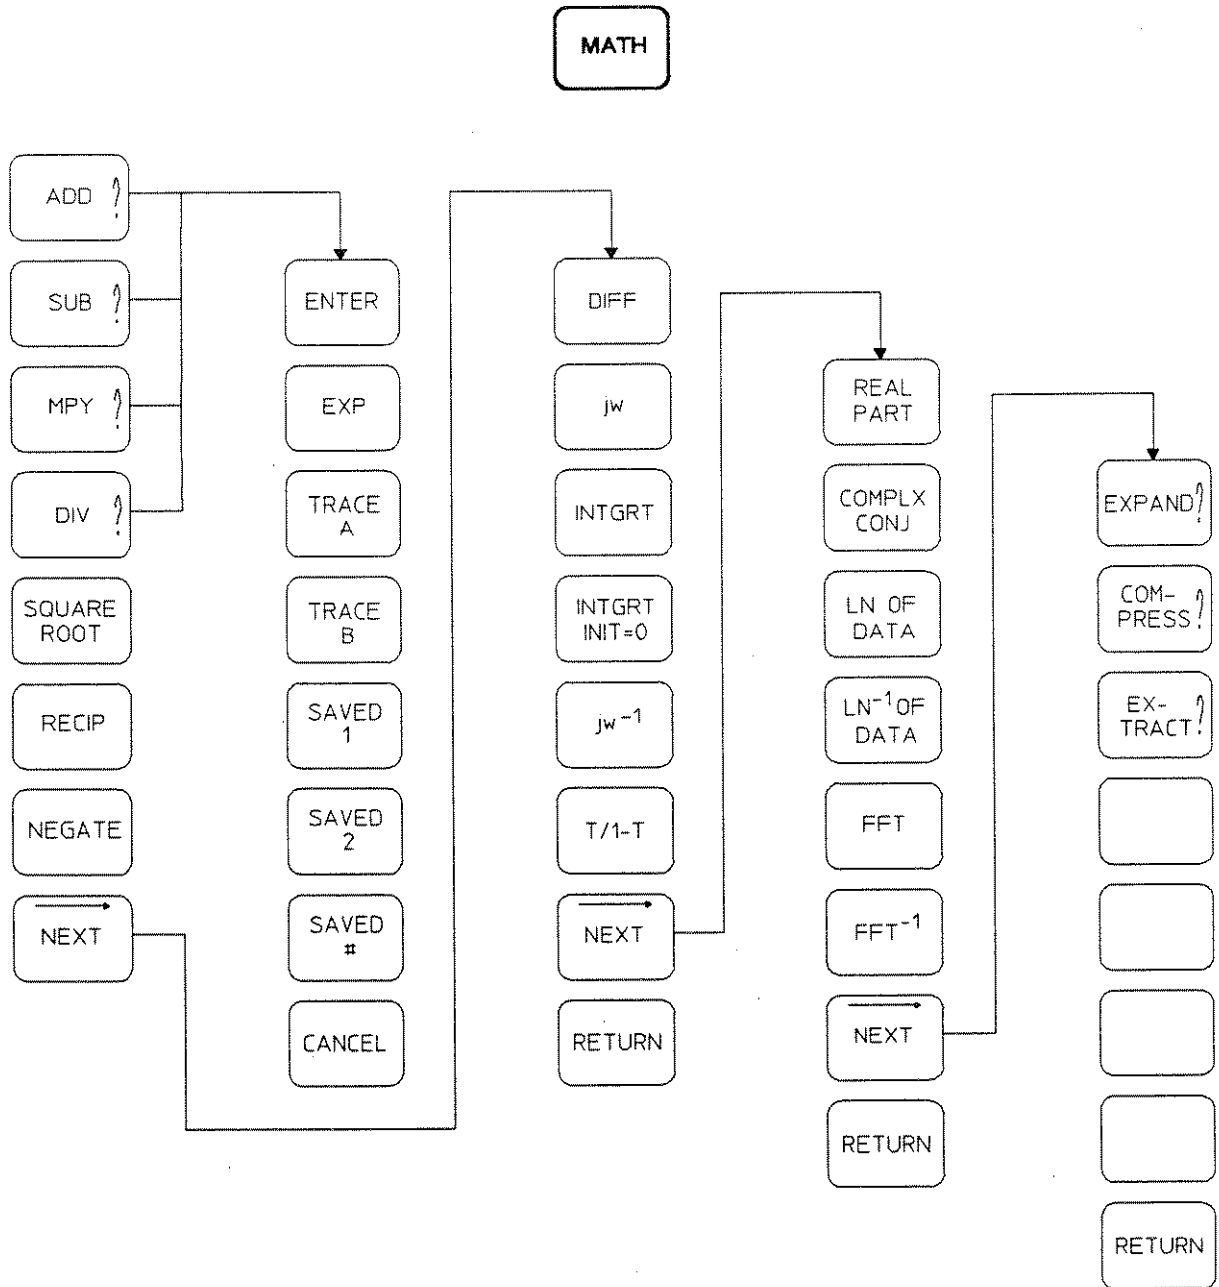 MATH
ADD ?
SUB ?
MPY ?
DIV ?
SQUARE
ROOT
RECIP
NEGATE
NEXT
ENTER
EXP
TRACE
A
TRACE
B
SAVED
1
SAVED
2
SAVED
#
CANCEL
DIFF
jw
INTGRT
INTGRT
INIT=0
jw⁻¹
T/1-T
NEXT
RETURN
REAL
PART
COMPLX
CONJ
LN OF
DATA
LN⁻¹OF
DATA
FFT
FFT⁻¹
NEXT
RETURN
EXPAND?
COM-
PRESS?
EX-
TRACT?
RETURN